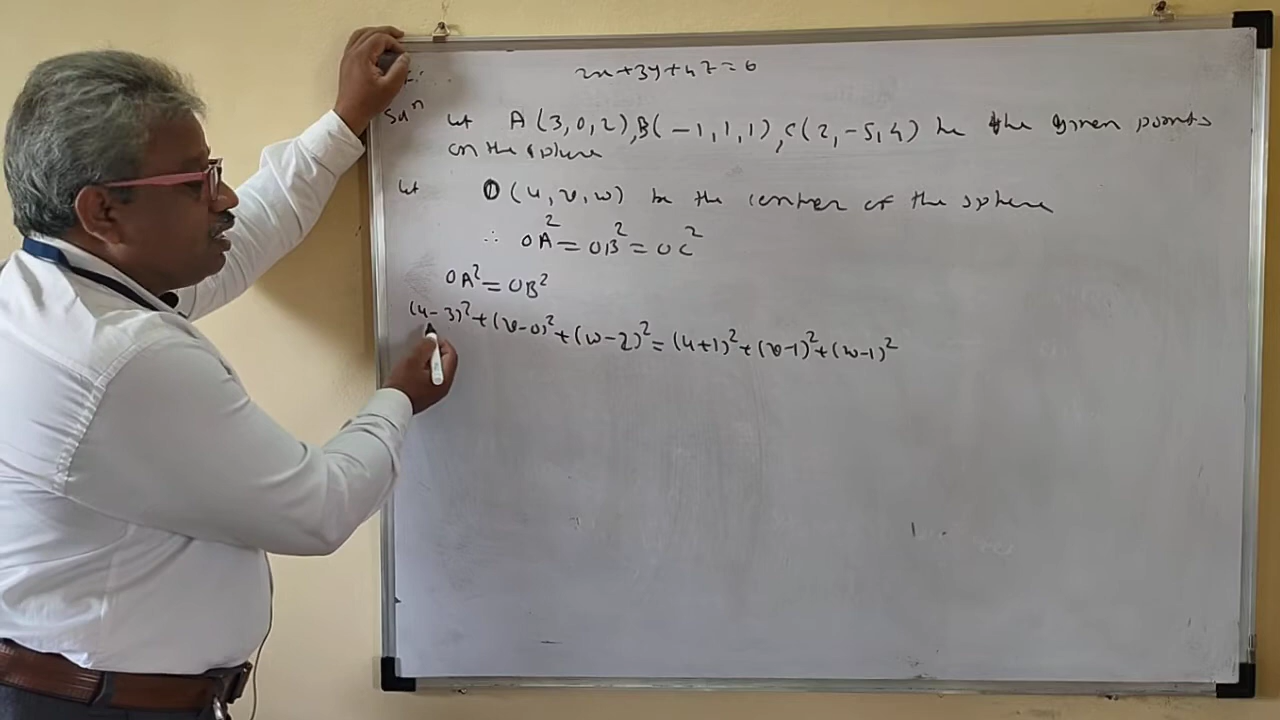 2x+3y+4z=6
Soln Let A(3,0,2), B(-1,1,1), C(2,-5,4) be the given points
on the sphere
Let O(u,v,w) be the center of the sphere
∴ OA²=OB²=OC²
OA²=OB²
(u-3)²+(v-0)²+(w-2)²=(u+1)²+(v-1)²+(w-1)²